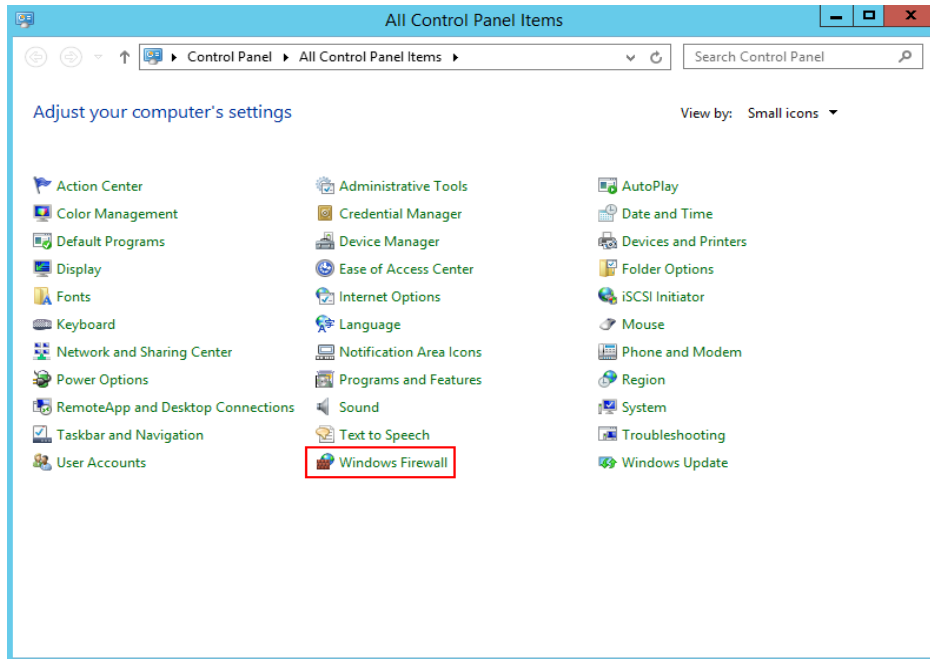 All Control Panel Items
Control Panel All Control Panel Items Search Control Panel
Adjust your computer's settings
View by: Small icons
Action Center Administrative Tools AutoPlay
Color Management Credential Manager Date and Time
Default Programs Device Manager Devices and Printers
Display Ease of Access Center Folder Options
Fonts Internet Options iSCSI Initiator
Keyboard Language Mouse
Network and Sharing Center Notification Area Icons Phone and Modem
Power Options Programs and Features Region
RemoteApp and Desktop Connections Sound System
Taskbar and Navigation Text to Speech Troubleshooting
User Accounts Windows Firewall Windows Update